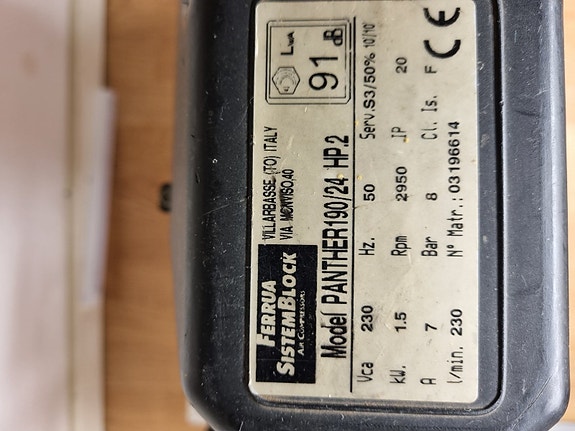 FERRUA
SISTEMBLOCK
AIR COMPRESSORS
VILLARBASSE (TO) ITALY
VIA MONVISO,40
LWA
91 dB
Model PANTHER190/24 HP.2
Vca 230 Hz. 50 Serv.S3/50% 10/10
kW. 1.5 Rpm 2950 IP 20
A 7 Bar 8 Cl. Is. F
l/min. 230 N° Matr.: 03196614
CE